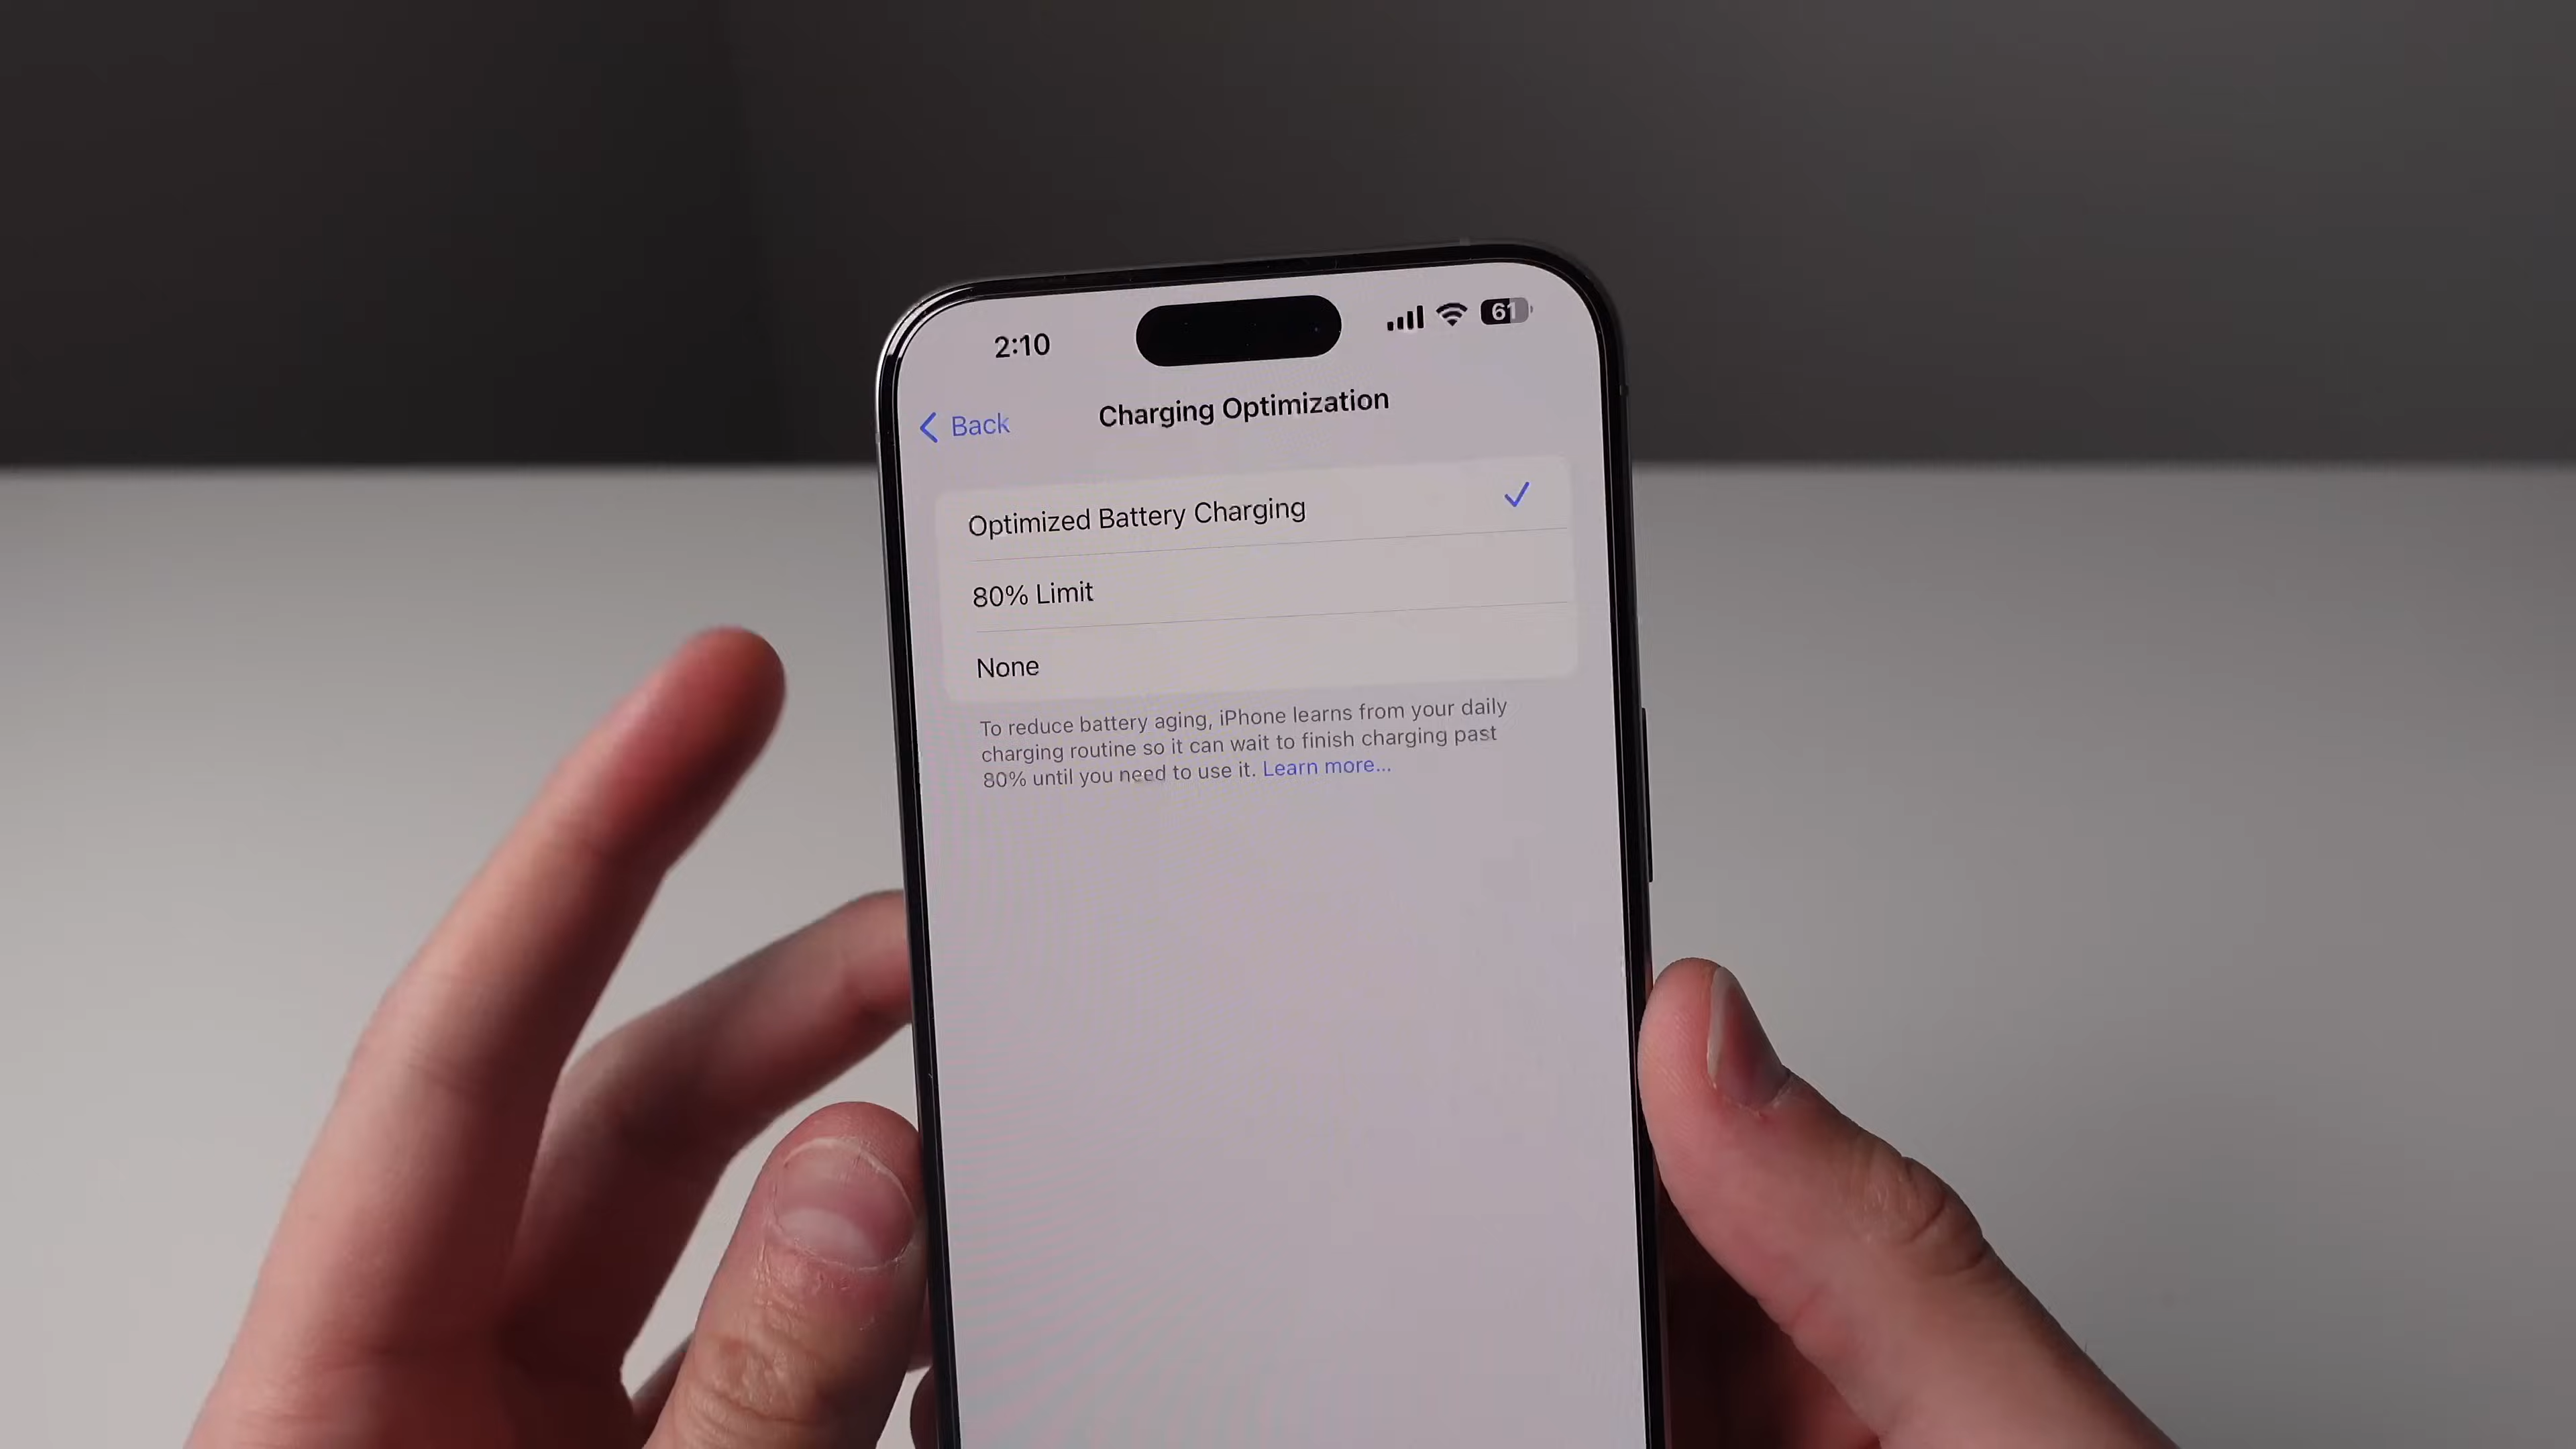 2:10
61
Back
Charging Optimization
Optimized Battery Charging
80% Limit
None
To reduce battery aging, iPhone learns from your daily
charging routine so it can wait to finish charging past
80% until you need to use it. Learn more...